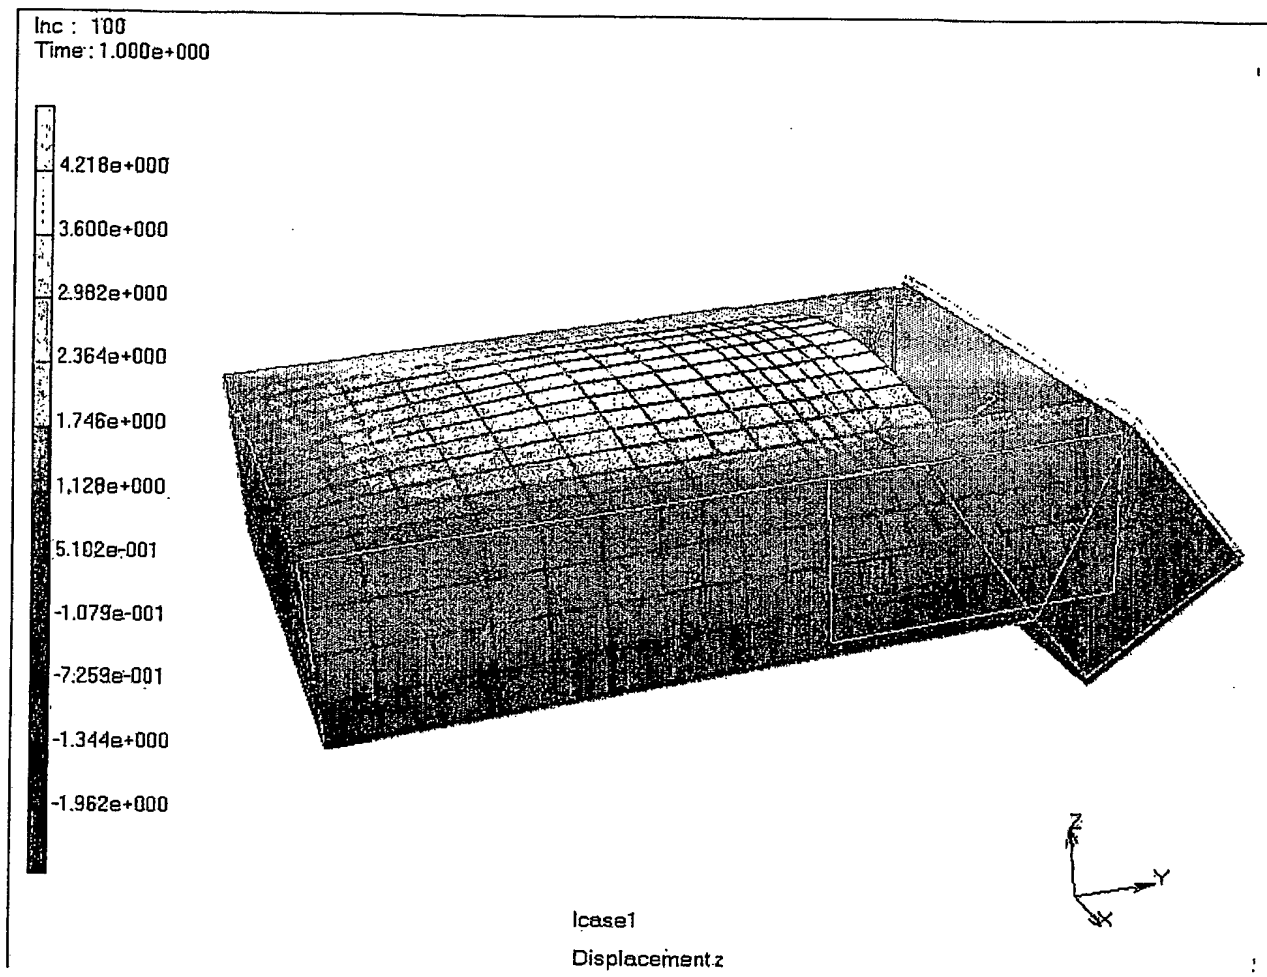 Inc : 100
Time : 1.000e+000
4.218e+000
3.600e+000
2.982e+000
2.364e+000
1.746e+000
1.128e+000
5.102e-001
-1.079e-001
-7.259e-001
-1.344e+000
-1.962e+000
Z
Y
X
lcase1
Displacement z